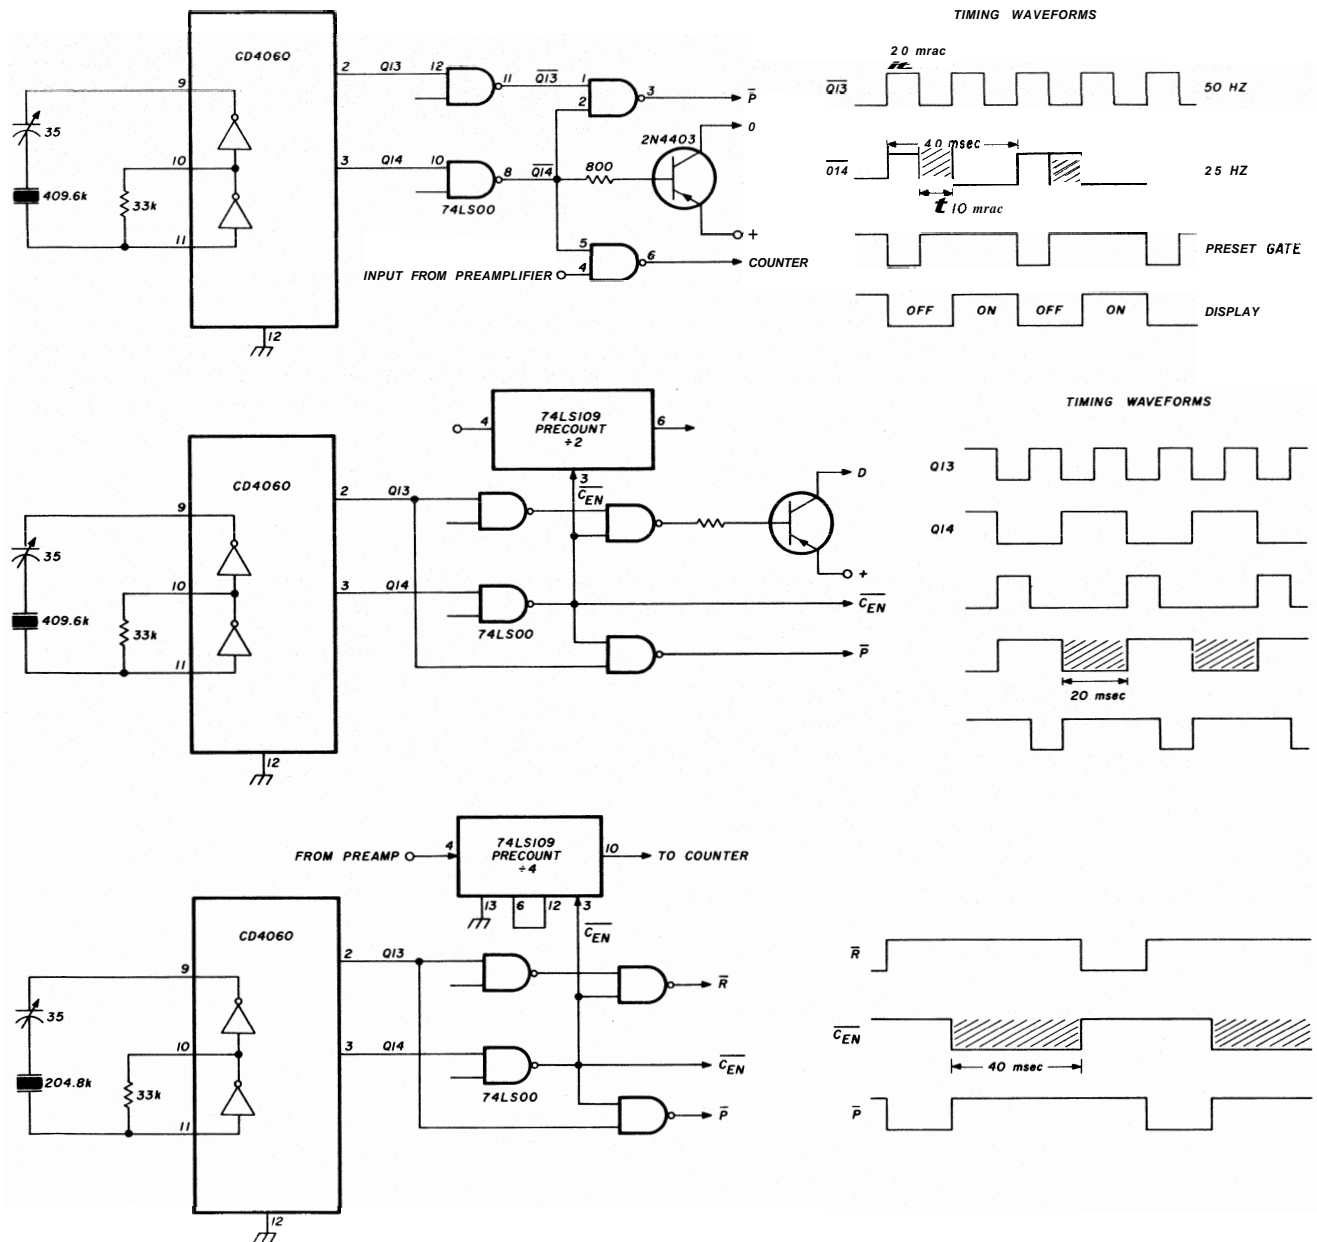 TIMING WAVEFORMS
CD4060
9
35
409.6k
10
33k
11
12
2 Q13 12
11 Q13 1
2
3 P
O
2N4403
3 Q14 10
8 Q14 800
74LS00
+
5
4
6 COUNTER
INPUT FROM PREAMPLIFIER
20 mrac
Q13 50 HZ
40 msec
014 25 HZ
t 10 mrac
PRESET GATE
OFF ON OFF ON DISPLAY
TIMING WAVEFORMS
4 74LS109 6
PRECOUNT
÷2
3
CEN
CD4060
9
35
409.6k
10
33k
11
12
2 Q13
3 Q14
74LS00
D
+
CEN
P
Q13
Q14
20 msec
FROM PREAMP 4 74LS109 10 TO COUNTER
PRECOUNT
÷4
13 6 12 3
CEN
CD4060
9
35
204.8k
10
33k
11
12
2 Q13
3 Q14
74LS00
R
CEN
P
R
CEN
40 msec
P